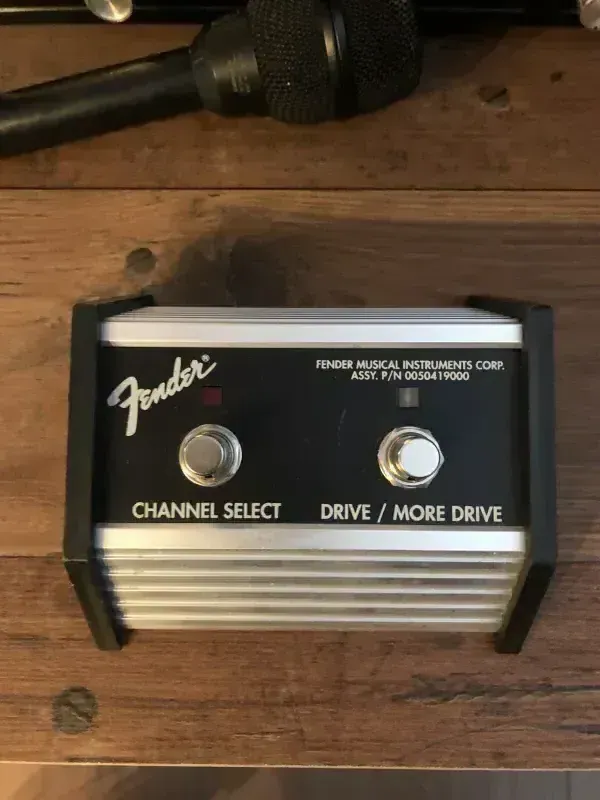 Fender®
FENDER MUSICAL INSTRUMENTS CORP.
ASSY. P/N 0050419000
CHANNEL SELECT
DRIVE / MORE DRIVE